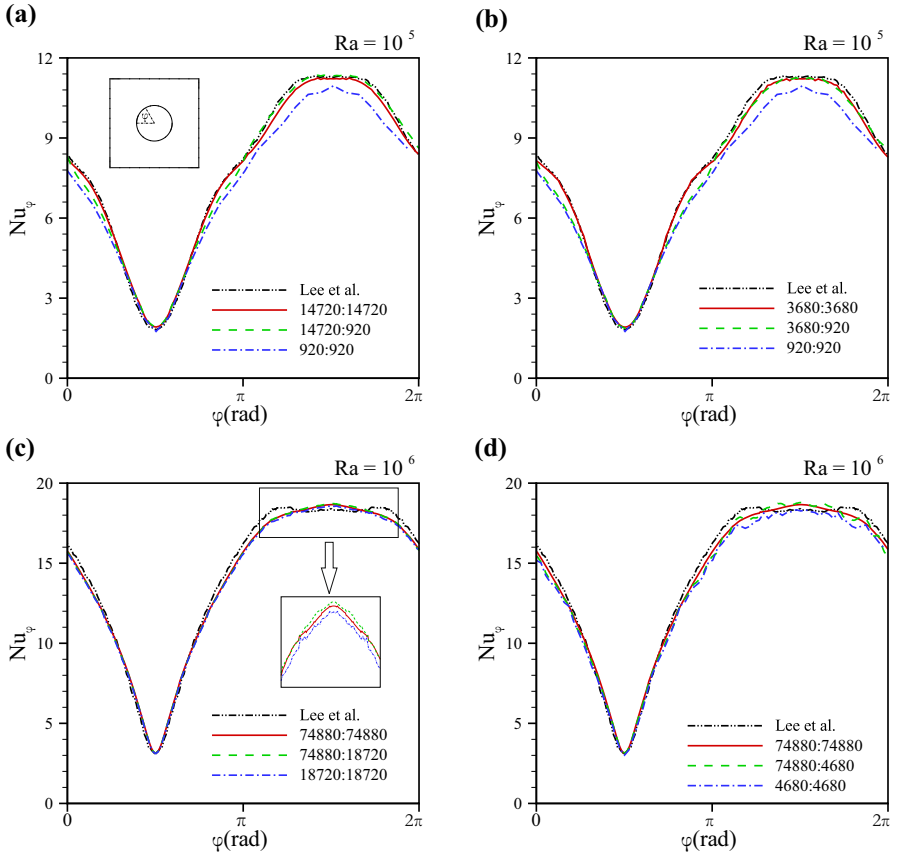 (a)
Ra = 10 5
12
9
6
3
0
Nuφ
φ
Lee et al.
14720:14720
14720:920
920:920
0
π
2π
φ(rad)
(b)
Ra = 10 5
12
9
6
3
0
Nuφ
Lee et al.
3680:3680
3680:920
920:920
0
π
2π
φ(rad)
(c)
Ra = 10 6
20
15
10
5
0
Nuφ
Lee et al.
74880:74880
74880:18720
18720:18720
0
π
2π
φ(rad)
(d)
Ra = 10 6
20
15
10
5
0
Nuφ
Lee et al.
74880:74880
74880:4680
4680:4680
0
π
2π
φ(rad)